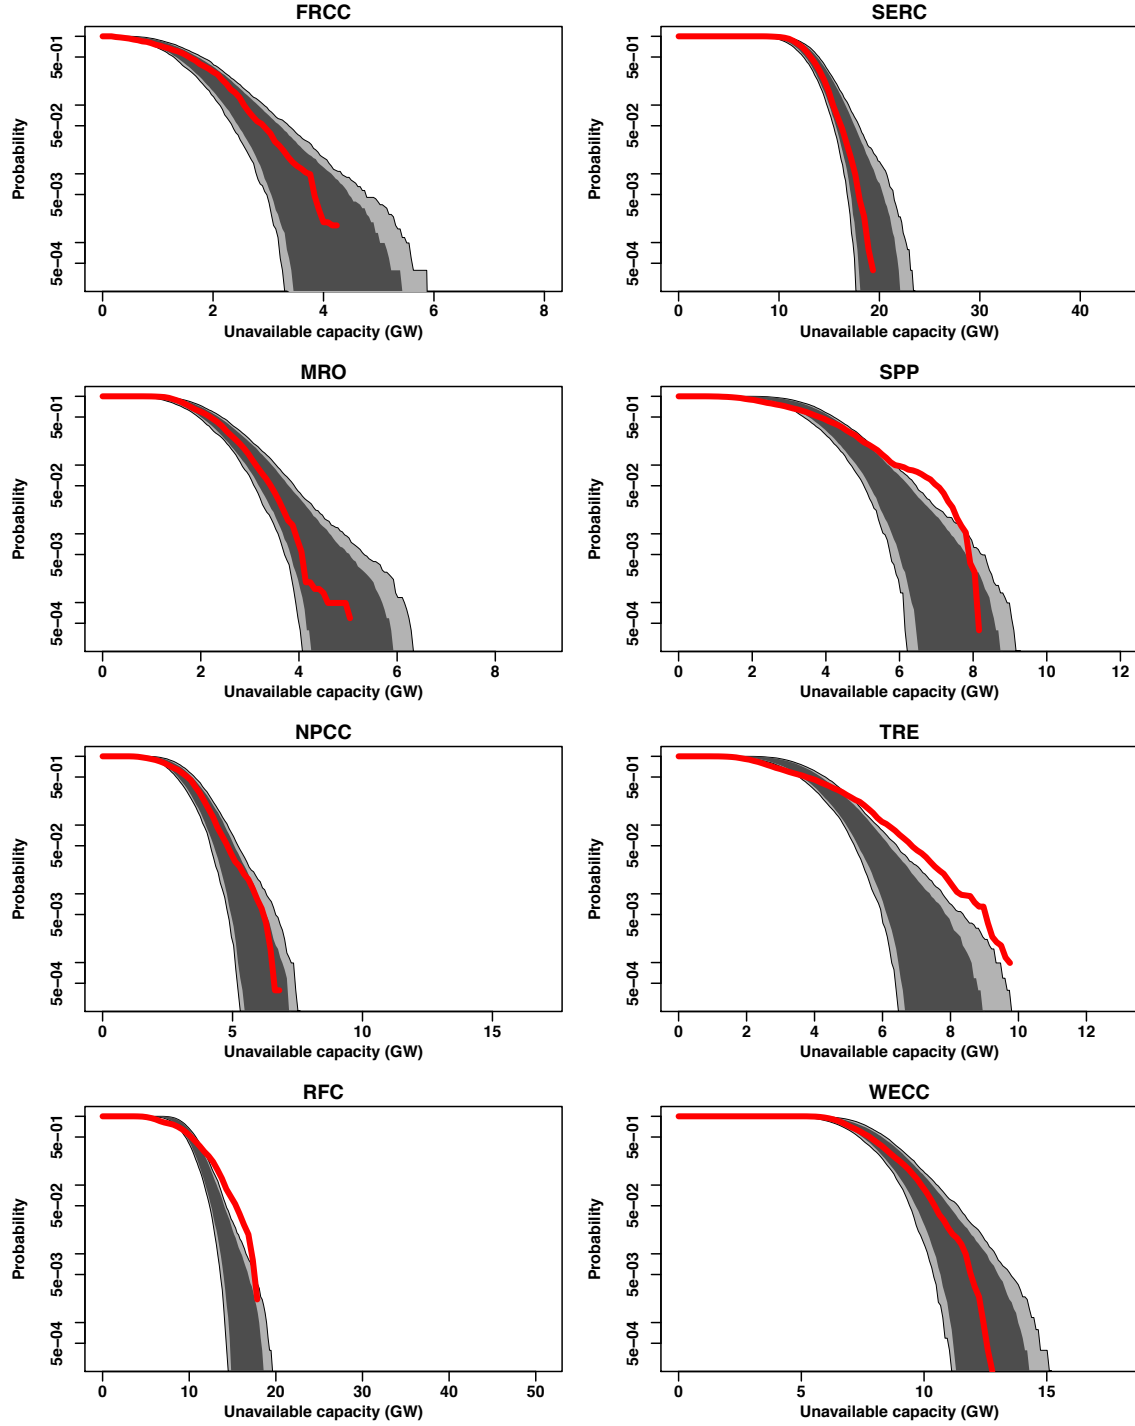 FRCC
Probability
5e−01
5e−02
5e−03
5e−04
0 2 4 6 8
Unavailable capacity (GW)
SERC
Probability
5e−01
5e−02
5e−03
5e−04
0 10 20 30 40
Unavailable capacity (GW)
MRO
Probability
5e−01
5e−02
5e−03
5e−04
0 2 4 6 8
Unavailable capacity (GW)
SPP
Probability
5e−01
5e−02
5e−03
5e−04
0 2 4 6 8 10 12
Unavailable capacity (GW)
NPCC
Probability
5e−01
5e−02
5e−03
5e−04
0 5 10 15
Unavailable capacity (GW)
TRE
Probability
5e−01
5e−02
5e−03
5e−04
0 2 4 6 8 10 12
Unavailable capacity (GW)
RFC
Probability
5e−01
5e−02
5e−03
5e−04
0 10 20 30 40 50
Unavailable capacity (GW)
WECC
Probability
5e−01
5e−02
5e−03
5e−04
0 5 10 15
Unavailable capacity (GW)